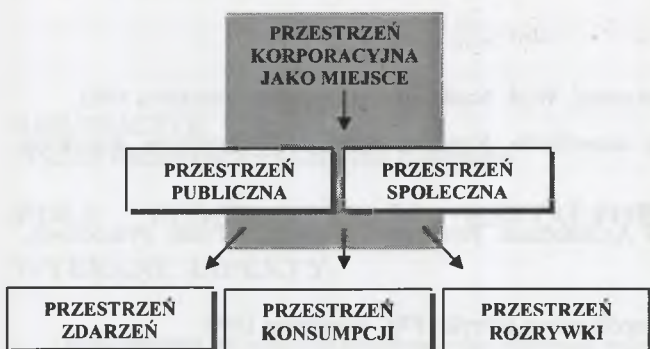 PRZESTRZEŃ
KORPORACYJNA
JAKO MIEJSCE
PRZESTRZEŃ
PUBLICZNA
PRZESTRZEŃ
SPOŁECZNA
PRZESTRZEŃ
ZDARZEŃ
PRZESTRZEŃ
KONSUMPCJI
PRZESTRZEŃ
ROZRYWKI